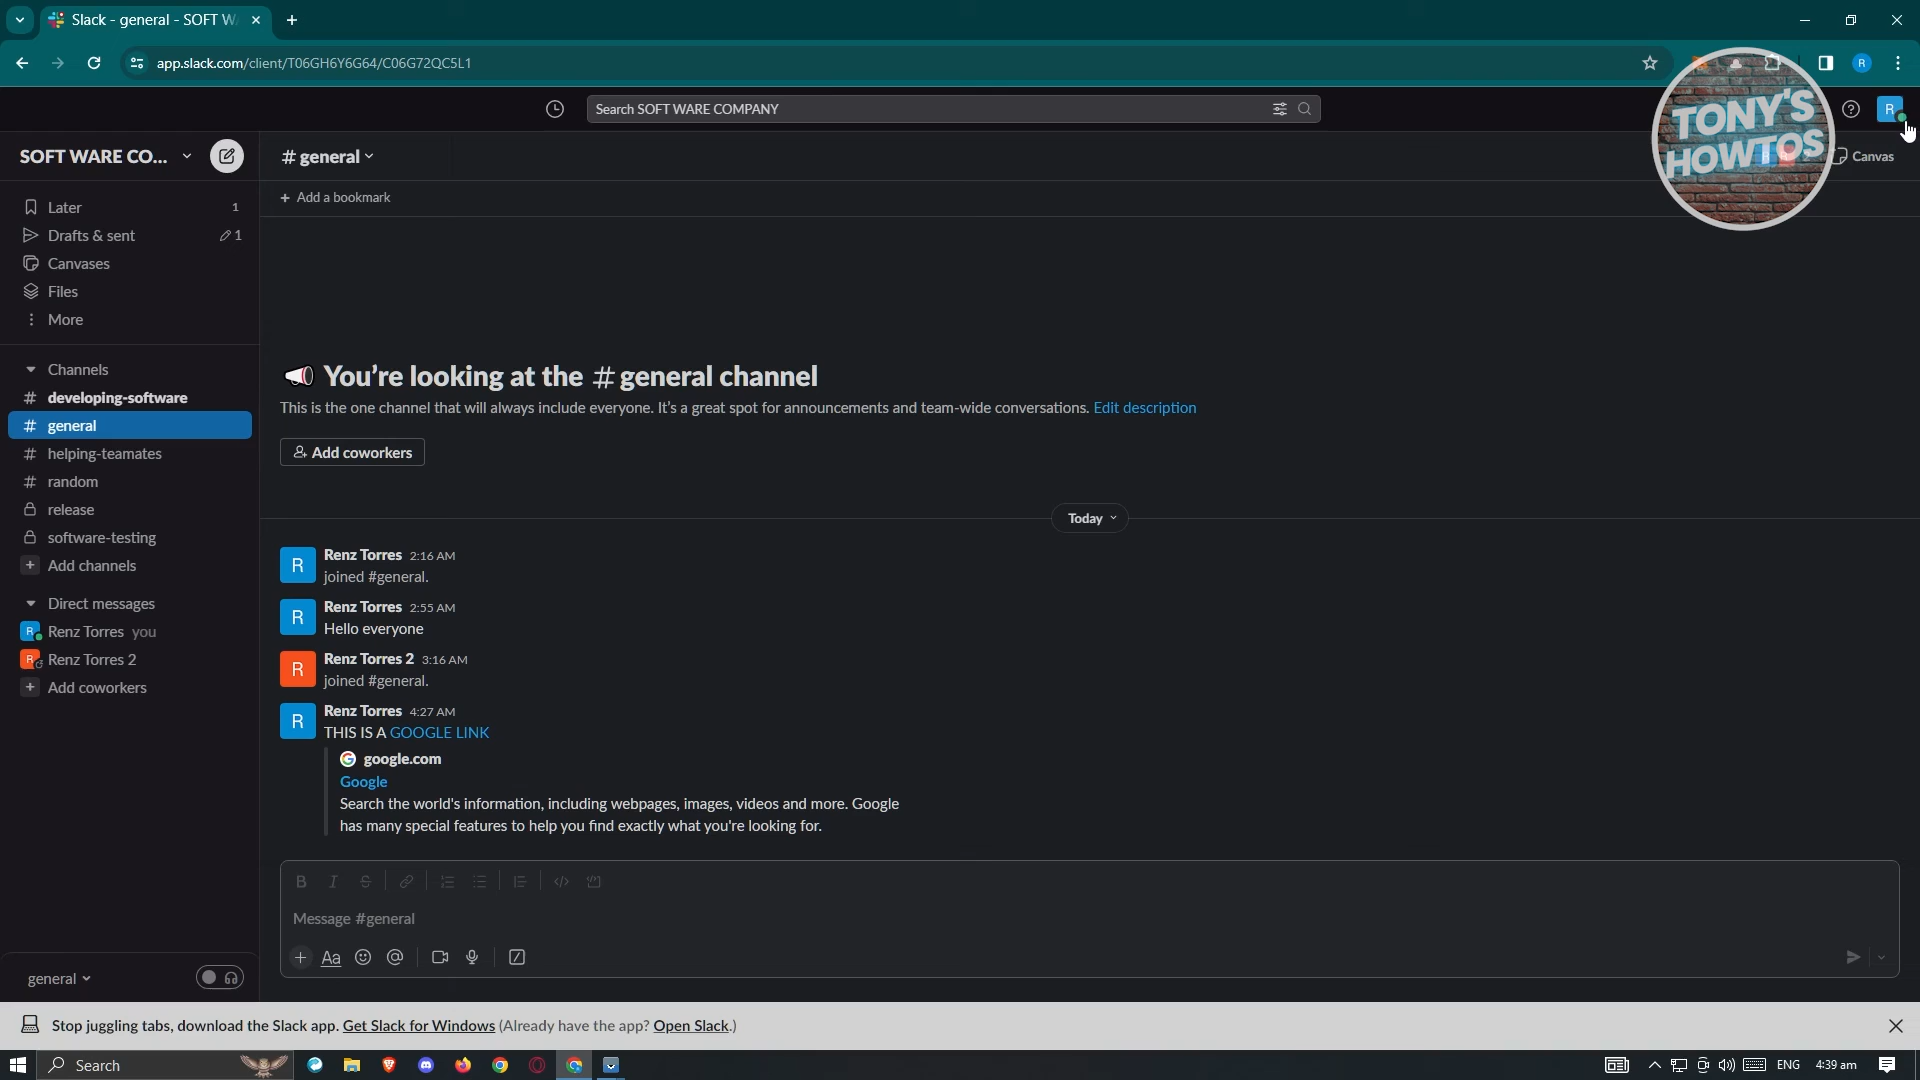 Slack - general - SOFT W
app.slack.com/client/T06GH6Y6G64/C06G72QC5L1
R
Search SOFT WARE COMPANY
R
TONY'S
HOWTOS
SOFT WARE CO...
# general
Canvas
Add a bookmark
Later 1
Drafts & sent 1
Canvases
Files
More
Channels
# developing-software
# general
# helping-teamates
# random
release
software-testing
+ Add channels
Direct messages
R Renz Torres you
R Renz Torres 2
+ Add coworkers
You’re looking at the # general channel
This is the one channel that will always include everyone. It’s a great spot for announcements and team-wide conversations. Edit description
Add coworkers
Today
R
Renz Torres 2:16 AM
joined #general.
R
Renz Torres 2:55 AM
Hello everyone
R
Renz Torres 2 3:16 AM
joined #general.
R
Renz Torres 4:27 AM
THIS IS A GOOGLE LINK
google.com
Google
Search the world's information, including webpages, images, videos and more. Google
has many special features to help you find exactly what you're looking for.
B I S
Message #general
+ Aa @
general
Stop juggling tabs, download the Slack app. Get Slack for Windows (Already have the app? Open Slack.)
Search
ENG 4:39 am